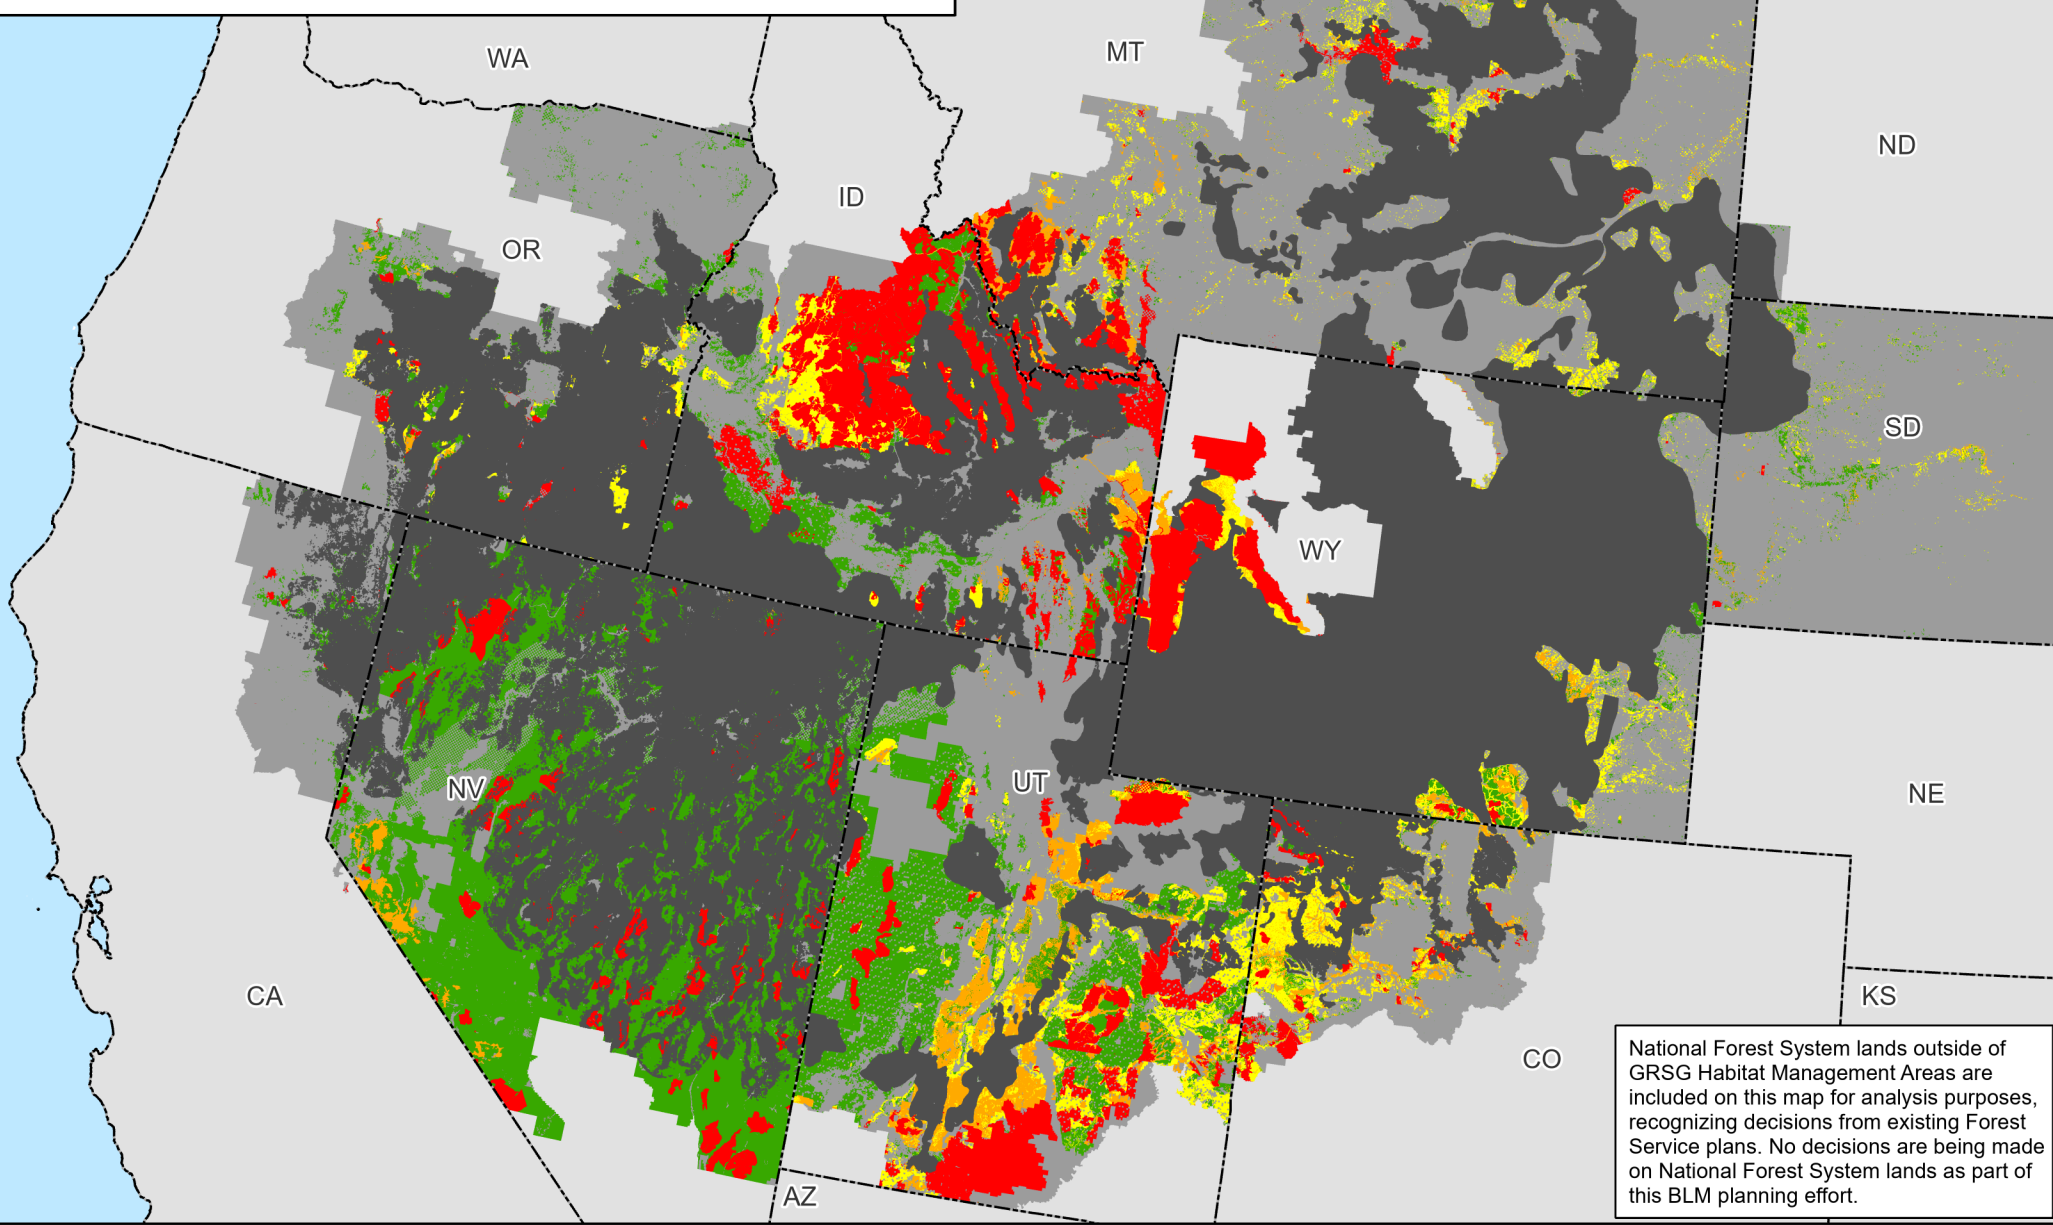 WA
MT
ND
ID
OR
SD
WY
UT
NV
NE
CA
KS
CO
AZ
National Forest System lands outside of
GRSG Habitat Management Areas are
included on this map for analysis purposes,
recognizing decisions from existing Forest
Service plans. No decisions are being made
on National Forest System lands as part of
this BLM planning effort.